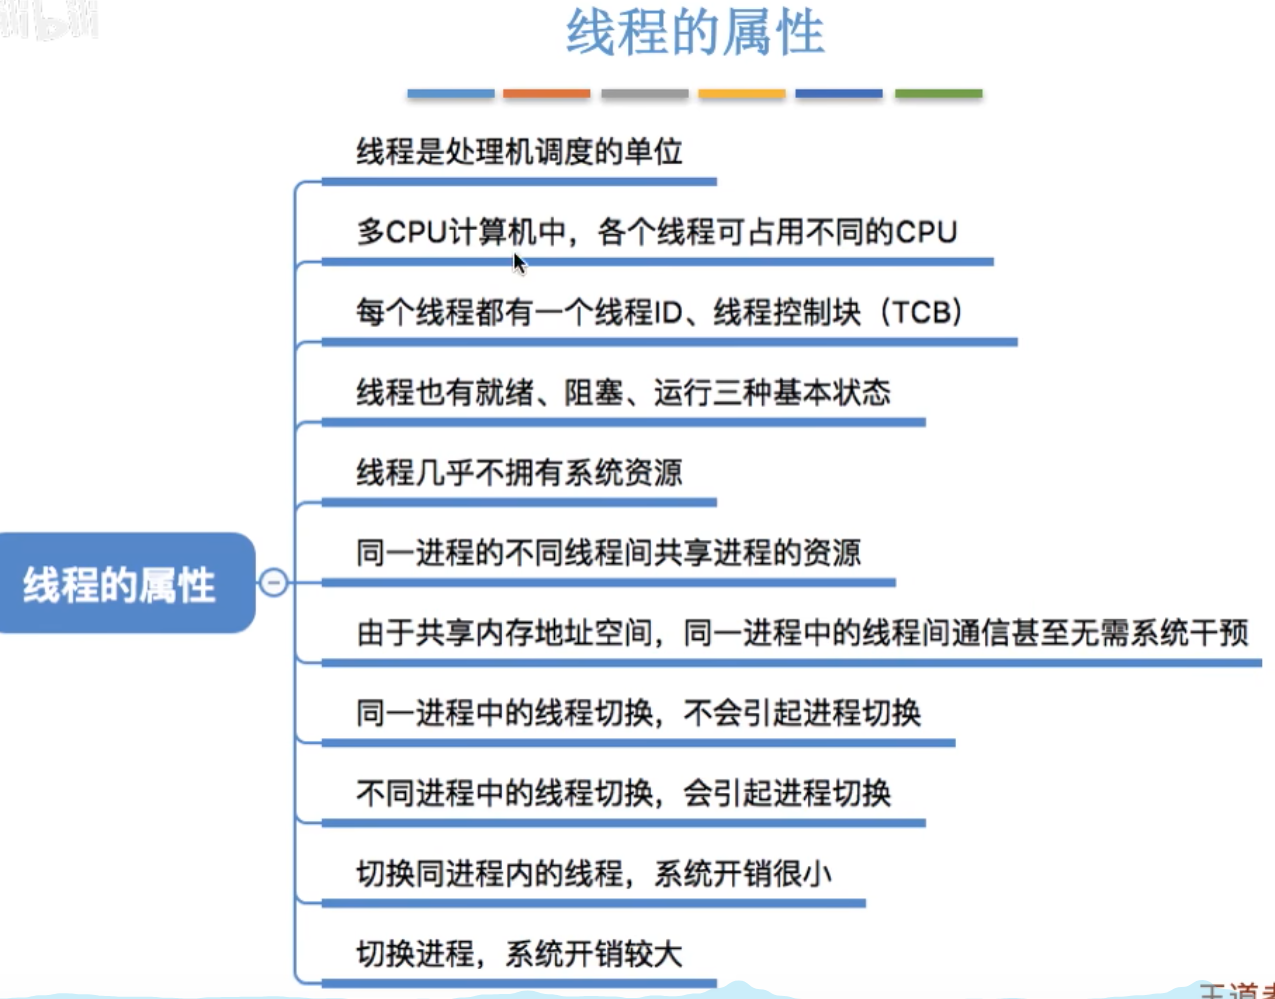 线程的属性
线程是处理机调度的单位
多CPU计算机中，各个线程可占用不同的CPU
每个线程都有一个线程ID、线程控制块（TCB）
线程也有就绪、阻塞、运行三种基本状态
线程几乎不拥有系统资源
同一进程的不同线程间共享进程的资源
线程的属性
由于共享内存地址空间，同一进程中的线程间通信甚至无需系统干预
同一进程中的线程切换，不会引起进程切换
不同进程中的线程切换，会引起进程切换
切换同进程内的线程，系统开销很小
切换进程，系统开销较大
王道